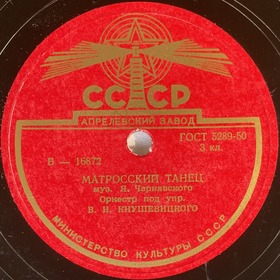 СССР
АПРЕЛЕВСКИЙ ЗАВОД
ГОСТ 5289-50
3. кл.
В — 16872
МАТРОССКИЙ ТАНЕЦ
муз. Я. Чернявского
Оркестр под упр.
В. Н. КНУШЕВИЦКОГО
МИНИСТЕРСТВО КУЛЬТУРЫ СССР